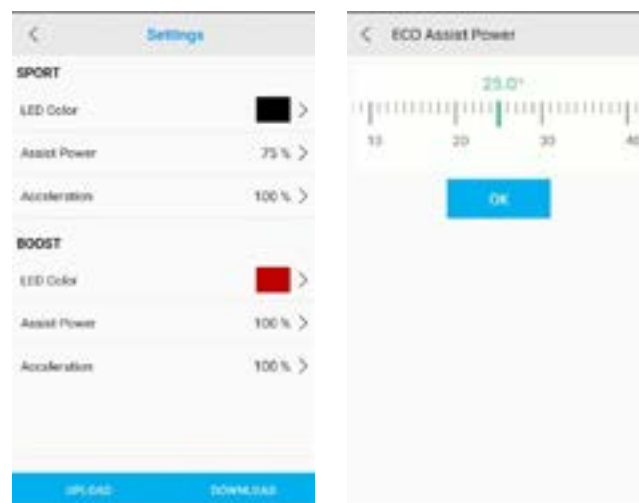 Settings
SPORT
LED Color
Assist Power 75 %
Acceleration 100 %
BOOST
LED Color
Assist Power 100 %
Acceleration 100 %
UPLOAD DOWNLOAD
ECO Assist Power
25.0°
10 20 30 40
OK